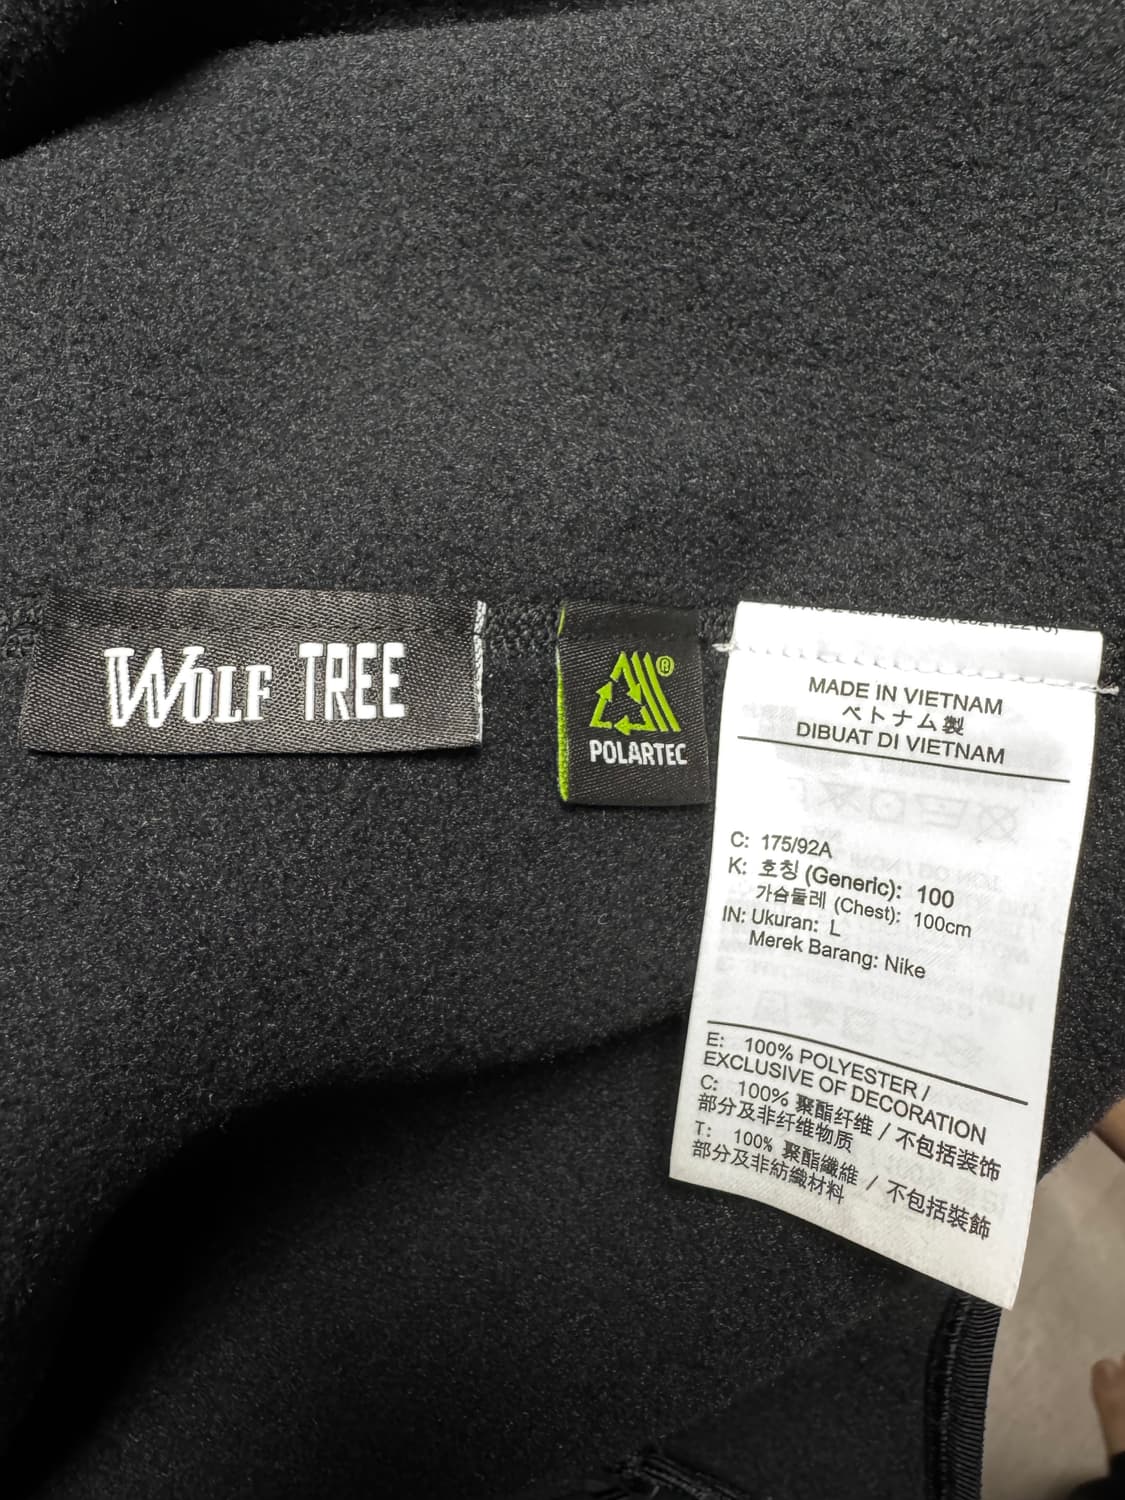 WOLF TREE
®
POLARTEC
MADE IN VIETNAM
ベトナム製
DIBUAT DI VIETNAM
C: 175/92A
K: 호칭 (Generic): 100
가슴둘레 (Chest): 100cm
IN: Ukuran: L
Merek Barang: Nike
E: 100% POLYESTER /
EXCLUSIVE OF DECORATION
C: 100% 聚酯纤维 / 不包括装饰
部分及非纤维物质
T: 100% 聚酯纖維 / 不包括裝飾
部分及非紡織材料